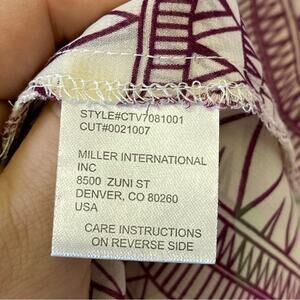 STYLE#CTV7081001
CUT#0021007
MILLER INTERNATIONAL
INC
8500 ZUNI ST
DENVER, CO 80260
USA
CARE INSTRUCTIONS
ON REVERSE SIDE